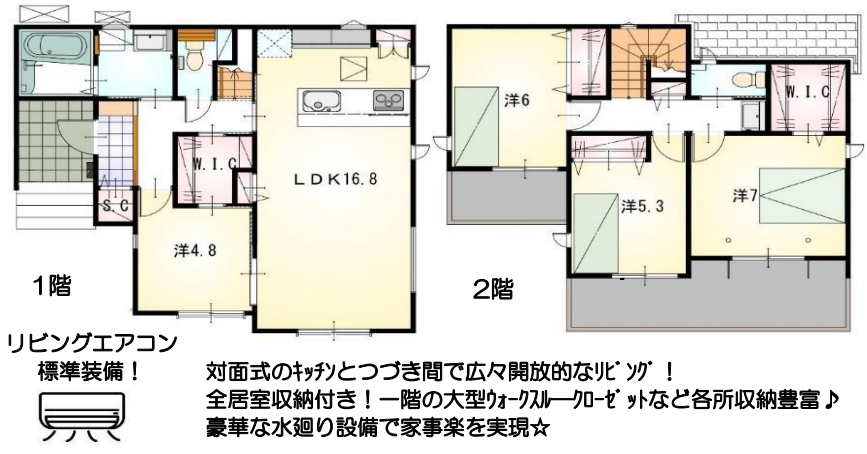 洋6
W.I.C
W.I.C
LDK16.8
洋5.3
洋7
S.C
洋4.8
1階
2階
リビングエアコン
標準装備！
対面式のｷｯﾁﾝとつづき間で広々開放的なﾘﾋﾞﾝｸﾞ！
全居室収納付き！一階の大型ｳｫｰｸｽﾙｰｸﾛｰｾﾞｯﾄなど各所収納豊富♪
豪華な水廻り設備で家事楽を実現☆